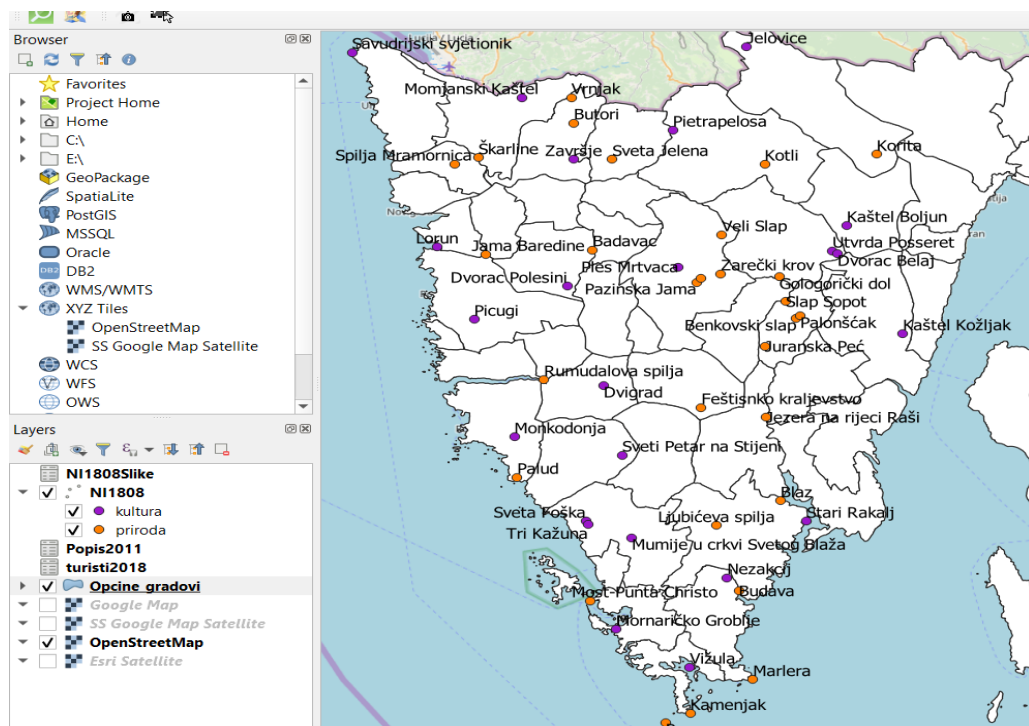 Browser
Favorites
Project Home
Home
C:\
E:\
GeoPackage
SpatiaLite
PostGIS
MSSQL
Oracle
DB2
DB2
WMS/WMTS
XYZ Tiles
OpenStreetMap
SS Google Map Satellite
WCS
WFS
OWS
Layers
NI1808Slike
NI1808
kultura
priroda
Popis2011
turisti2018
Opcine_gradovi
Google Map
SS Google Map Satellite
OpenStreetMap
Esri Satellite
Savudrijski svjetionik
Jelovice
Momjanski Kaštel
Vrnjak
Butori
Pietrapelosa
Spilja Mramornica
Škarline
Završje
Sveta Jelena
Kotli
Korita
Kaštel Boljun
Lorun
Jama Baredine
Badavac
Veli Slap
Utvrda Posseret
Dvorac Belaj
Dvorac Polesini
Ples Mrtvaca
Zarečki krov
Pazinska Jama
Gologorički dol
Slap Sopot
Picugi
Benkovski slap
Palonšćak
Kaštel Kožljak
Juranska Peć
Rumudalova spilja
Dvigrad
Feštisnko kraljevstvo
Jezera na rijeci Raši
Monkodonja
Sveti Petar na Stijeni
Palud
Blaz
Sveta Foška
Ljubićeva spilja
Stari Rakalj
Tri Kažuna
Mumije u crkvi Svetog Blaža
Nezakcij
Most-Punta Christo
Budava
Mornaričko Groblje
Vižula
Marlera
Kamenjak